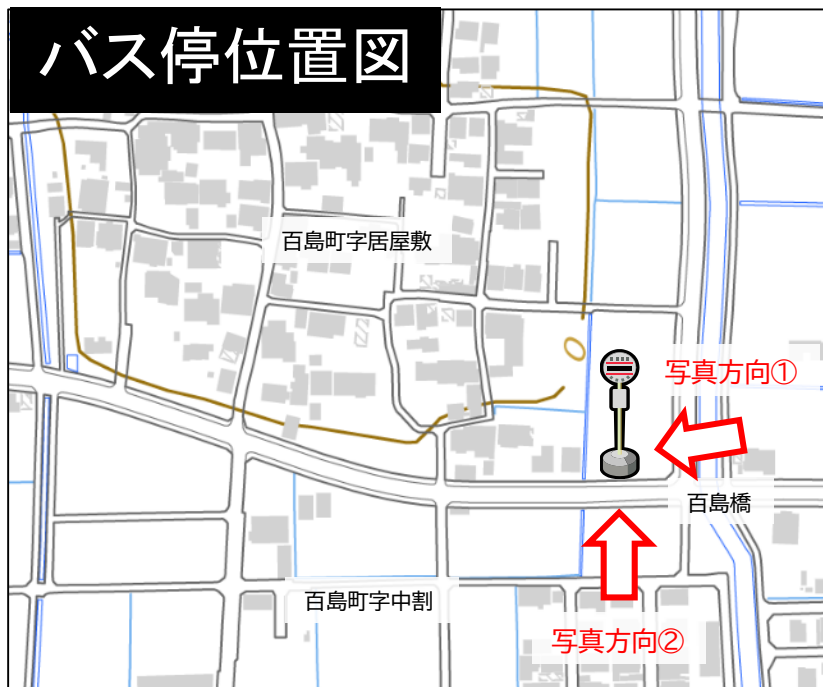 バス停位置図
百島町字居屋敷
写真方向①
百島橋
百島町字中割
写真方向②